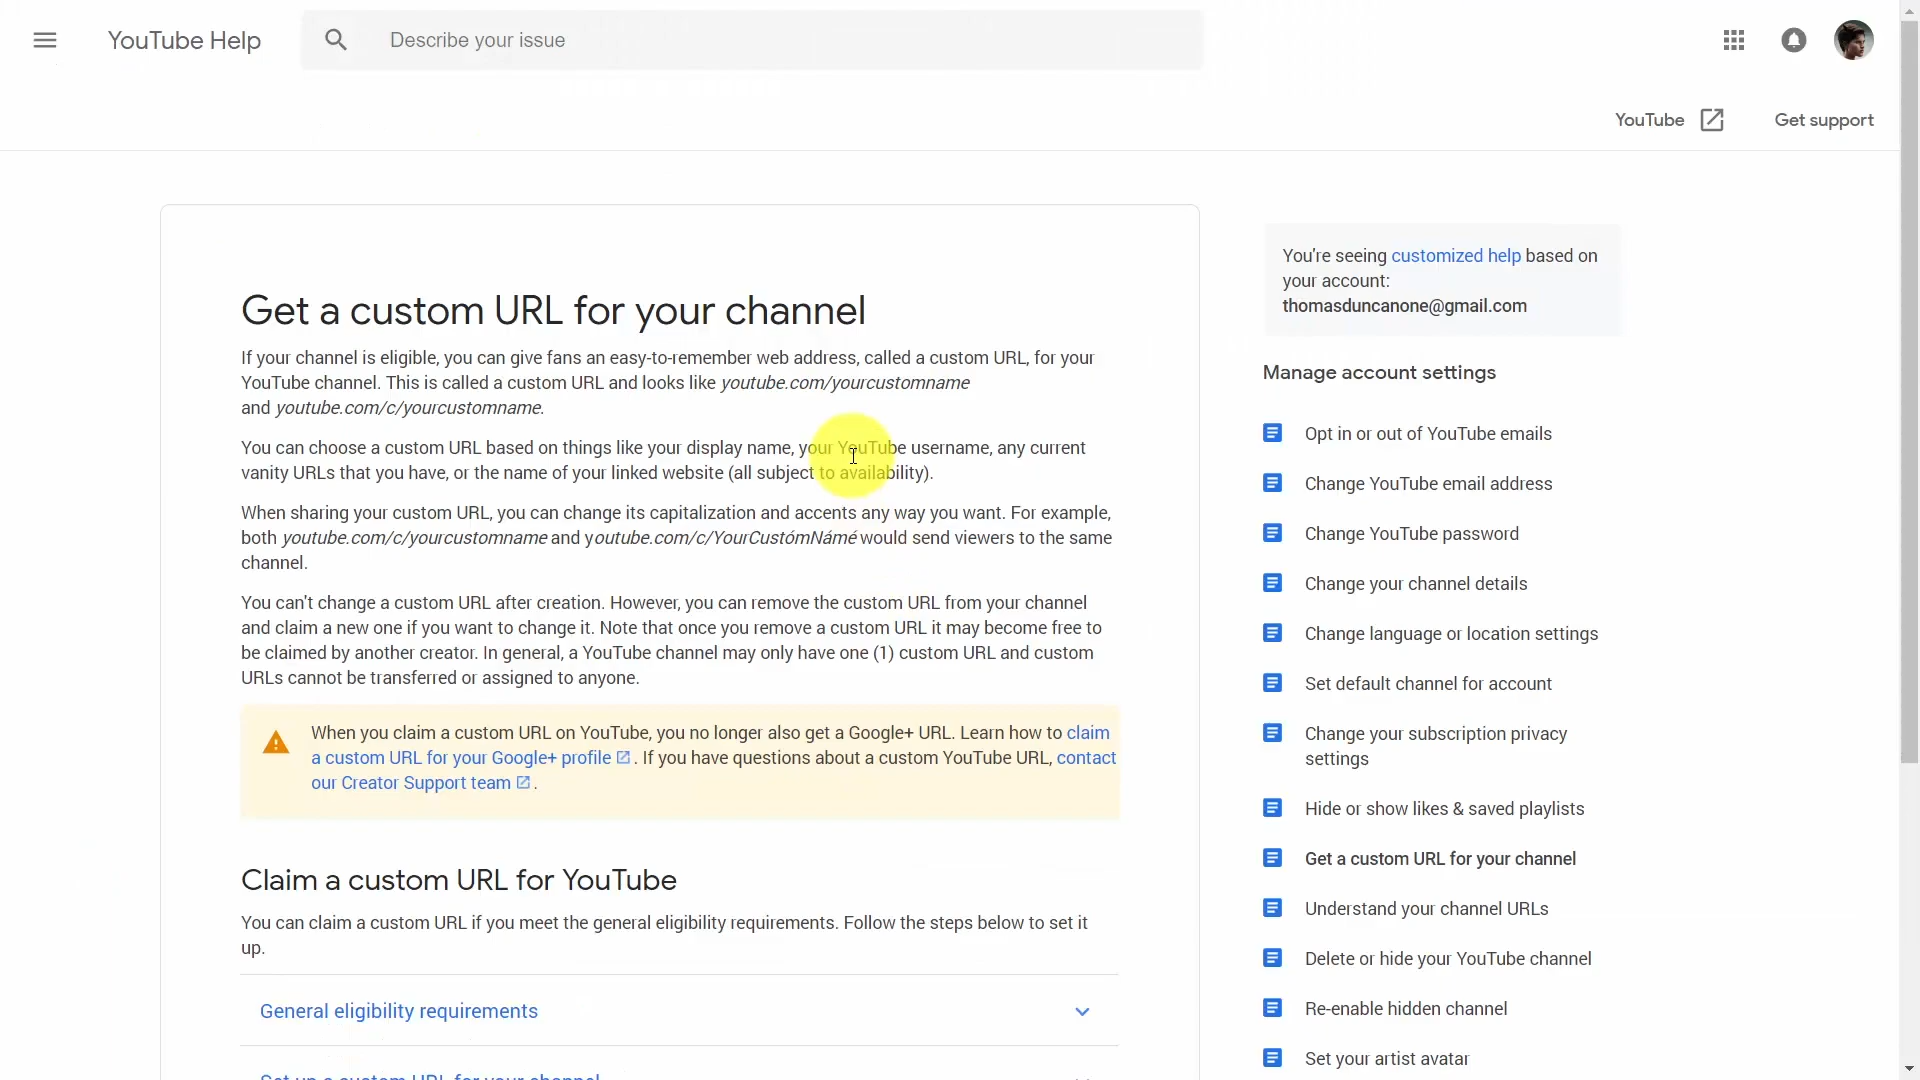 YouTube Help
Describe your issue
YouTube
Get support
Get a custom URL for your channel
If your channel is eligible, you can give fans an easy-to-remember web address, called a custom URL, for your
YouTube channel. This is called a custom URL and looks like youtube.com/yourcustomname
and youtube.com/c/yourcustomname.
You can choose a custom URL based on things like your display name, your YouTube username, any current
vanity URLs that you have, or the name of your linked website (all subject to availability).
When sharing your custom URL, you can change its capitalization and accents any way you want. For example,
both youtube.com/c/yourcustomname and youtube.com/c/YourCustómNámé would send viewers to the same
channel.
You can't change a custom URL after creation. However, you can remove the custom URL from your channel
and claim a new one if you want to change it. Note that once you remove a custom URL it may become free to
be claimed by another creator. In general, a YouTube channel may only have one (1) custom URL and custom
URLs cannot be transferred or assigned to anyone.
When you claim a custom URL on YouTube, you no longer also get a Google+ URL. Learn how to claim
a custom URL for your Google+ profile . If you have questions about a custom YouTube URL, contact
our Creator Support team .
Claim a custom URL for YouTube
You can claim a custom URL if you meet the general eligibility requirements. Follow the steps below to set it
up.
General eligibility requirements
Set up a custom URL for your channel
You're seeing customized help based on
your account:
thomasduncanone@gmail.com
Manage account settings
Opt in or out of YouTube emails
Change YouTube email address
Change YouTube password
Change your channel details
Change language or location settings
Set default channel for account
Change your subscription privacy
settings
Hide or show likes & saved playlists
Get a custom URL for your channel
Understand your channel URLs
Delete or hide your YouTube channel
Re-enable hidden channel
Set your artist avatar